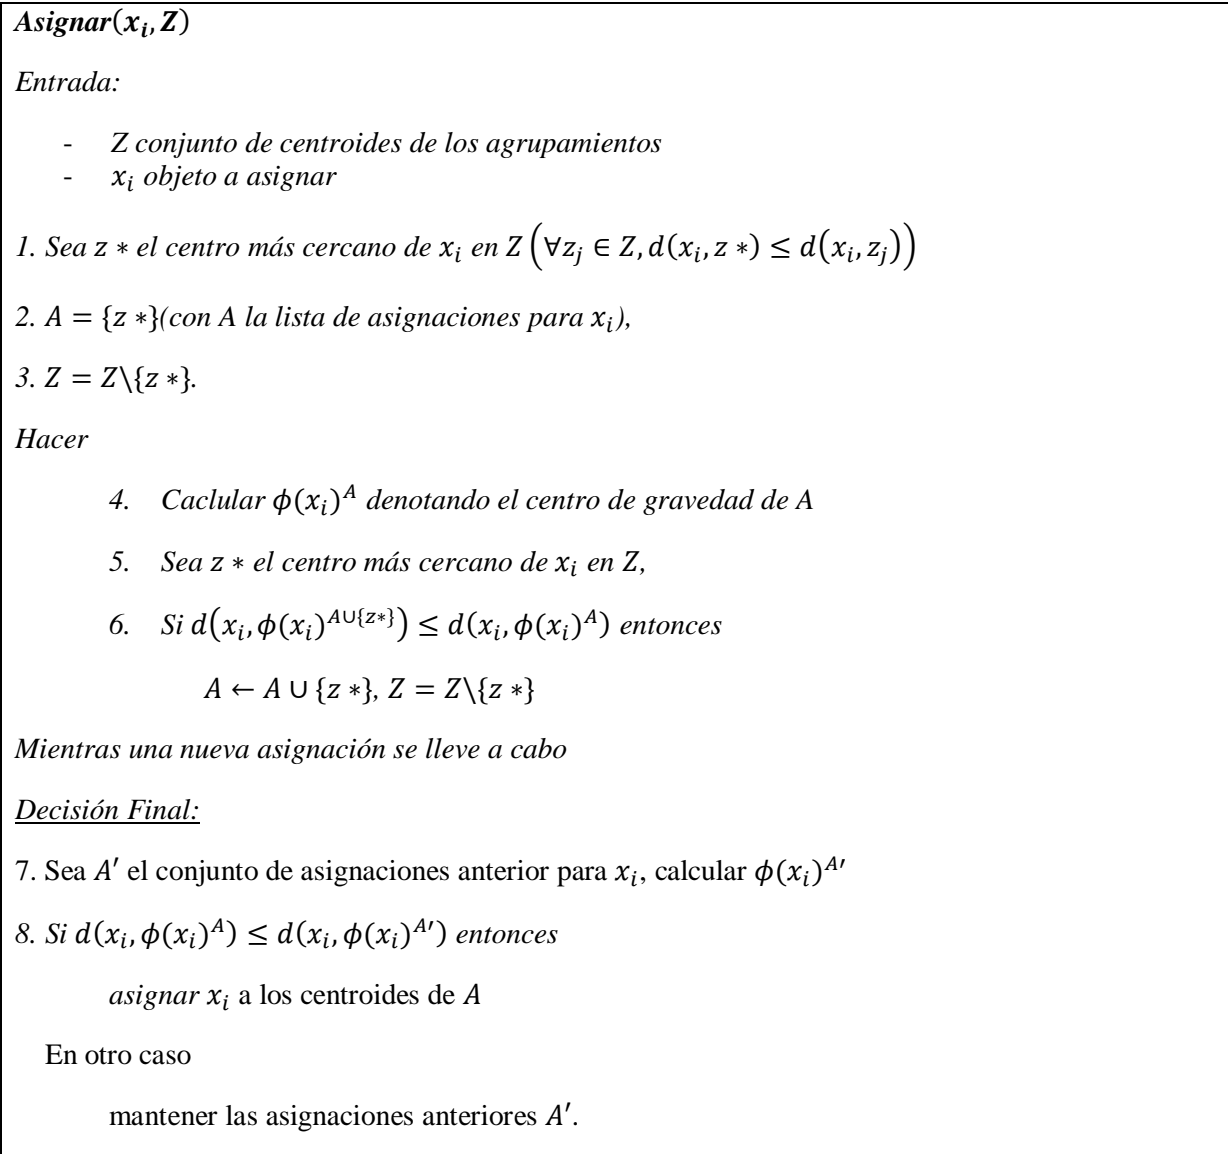 Asignar(x_i, Z)
Entrada:
- Z conjunto de centroides de los agrupamientos
- x_i objeto a asignar
1. Sea z * el centro más cercano de x_i en Z (∀z_j ∈ Z, d(x_i, z *) ≤ d(x_i, z_j))
2. A = {z *}(con A la lista de asignaciones para x_i),
3. Z = Z\{z *}.
Hacer
4. Caclular ϕ(x_i)^A denotando el centro de gravedad de A
5. Sea z * el centro más cercano de x_i en Z,
6. Si d(x_i, ϕ(x_i)^{A∪{z*}}) ≤ d(x_i, ϕ(x_i)^A) entonces
A ← A ∪ {z *}, Z = Z\{z *}
Mientras una nueva asignación se lleve a cabo
Decisión Final:
7. Sea A′ el conjunto de asignaciones anterior para x_i, calcular ϕ(x_i)^{A′}
8. Si d(x_i, ϕ(x_i)^A) ≤ d(x_i, ϕ(x_i)^{A′}) entonces
asignar x_i a los centroides de A
En otro caso
mantener las asignaciones anteriores A′.